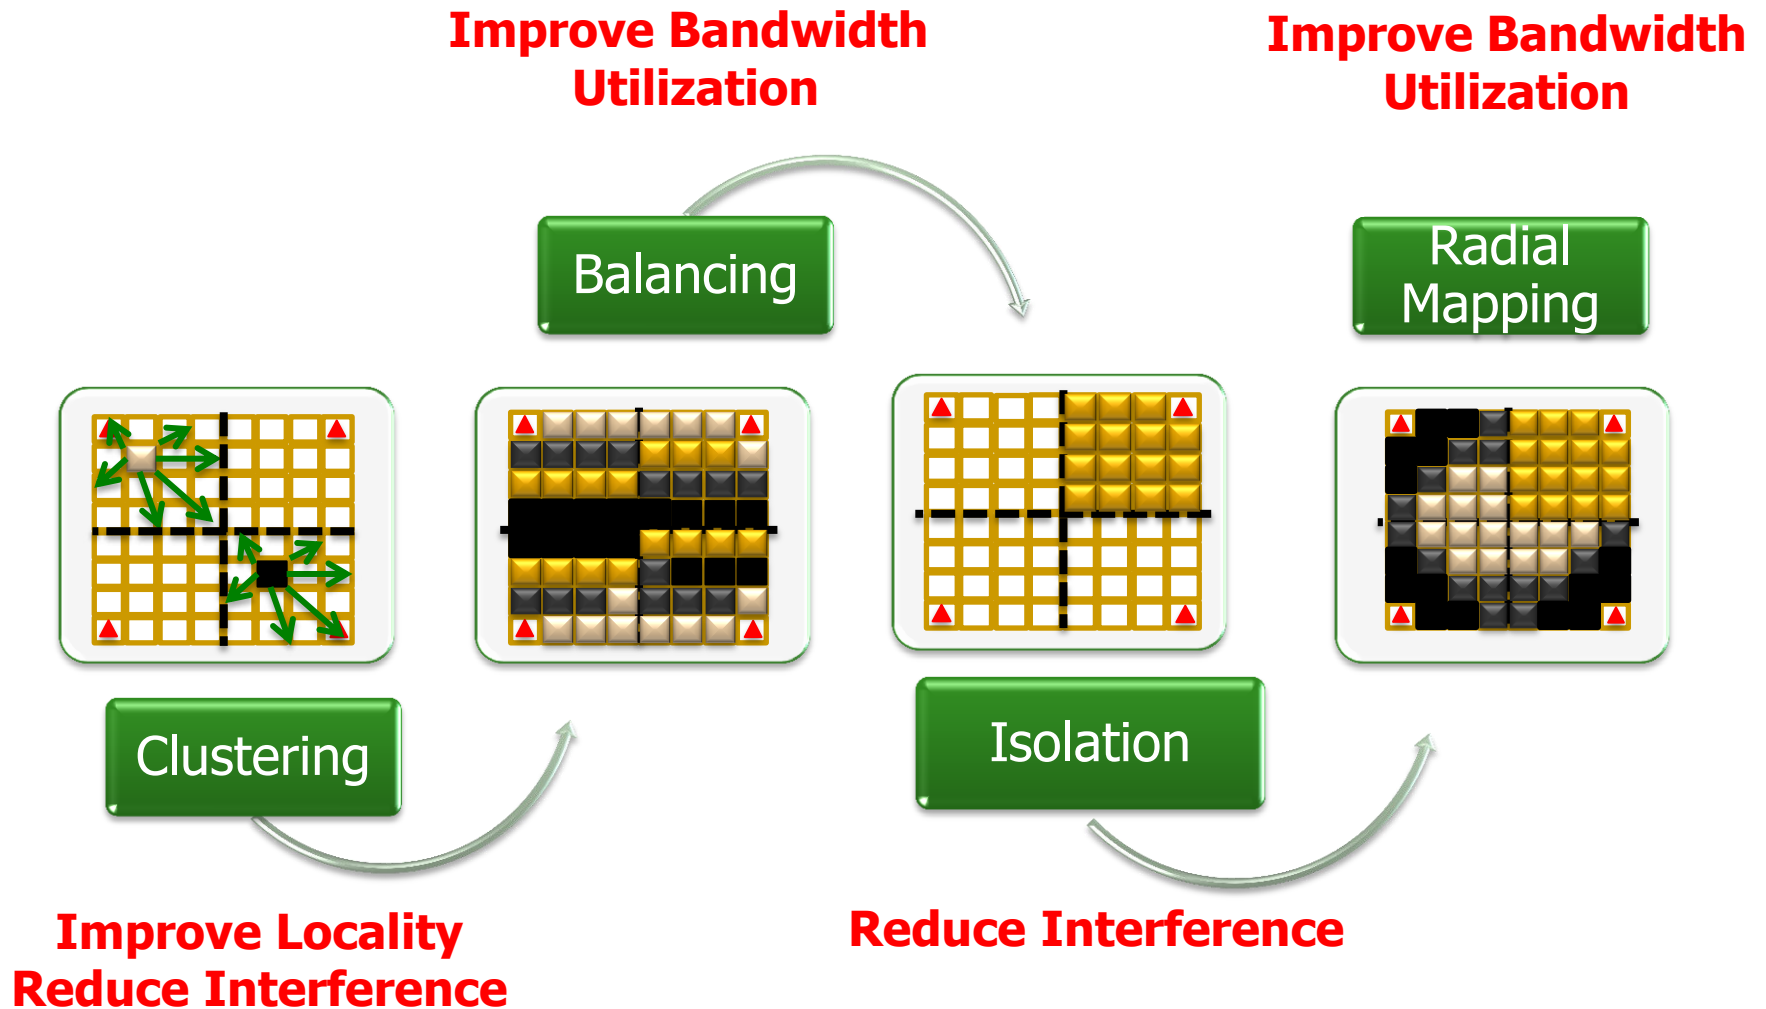 Improve Bandwidth
Utilization
Improve Bandwidth
Utilization
Balancing
Radial
Mapping
Clustering
Isolation
Improve Locality
Reduce Interference
Reduce Interference